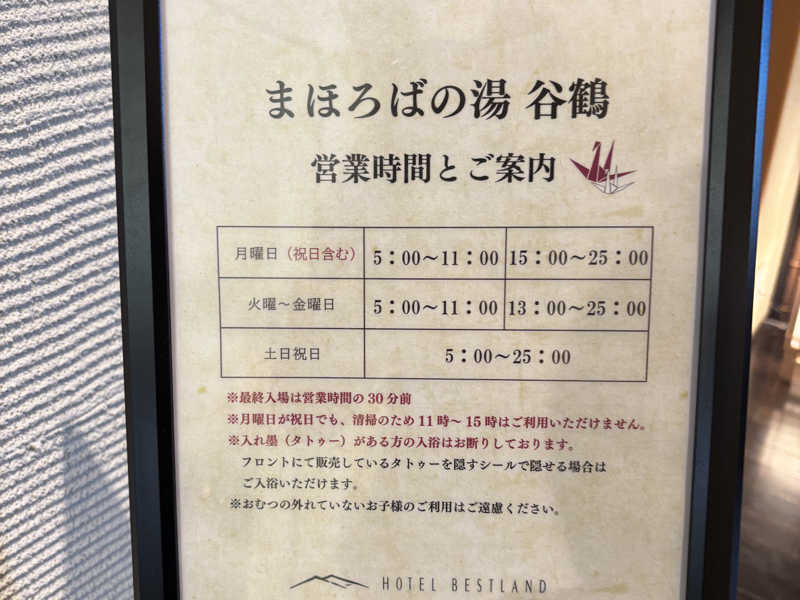 まほろばの湯 谷鶴
営業時間とご案内
月曜日（祝日含む） 5：00〜11：00 15：00〜25：00
火曜〜金曜日 5：00〜11：00 13：00〜25：00
土日祝日 5：00〜25：00
※最終入場は営業時間の30分前
※月曜日が祝日でも、清掃のため11時〜15時はご利用いただけません。
※入れ墨（タトゥー）がある方の入浴はお断りしております。
フロントにて販売しているタトゥーを隠すシールで隠せる場合は
ご入浴いただけます。
※おむつの外れていないお子様のご利用はご遠慮ください。
HOTEL BESTLAND